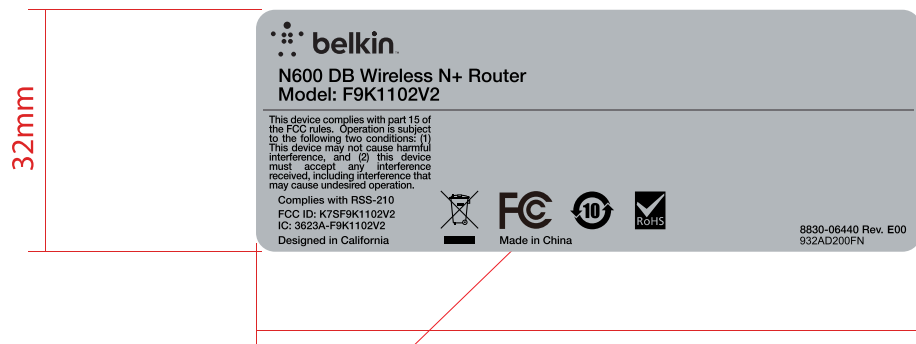 32mm
belkin™
N600 DB Wireless N+ Router
Model: F9K1102V2
This device complies with part 15 of
the FCC rules. Operation is subject
to the following two conditions: (1)
This device may not cause harmful
interference, and (2) this device
must accept any interference
received, including interference that
may cause undesired operation.
Complies with RSS-210
FCC ID: K7SF9K1102V2
IC: 3623A-F9K1102V2
Designed in California
FC
10
RoHS
Made in China
8830-06440 Rev. E00
932AD200FN